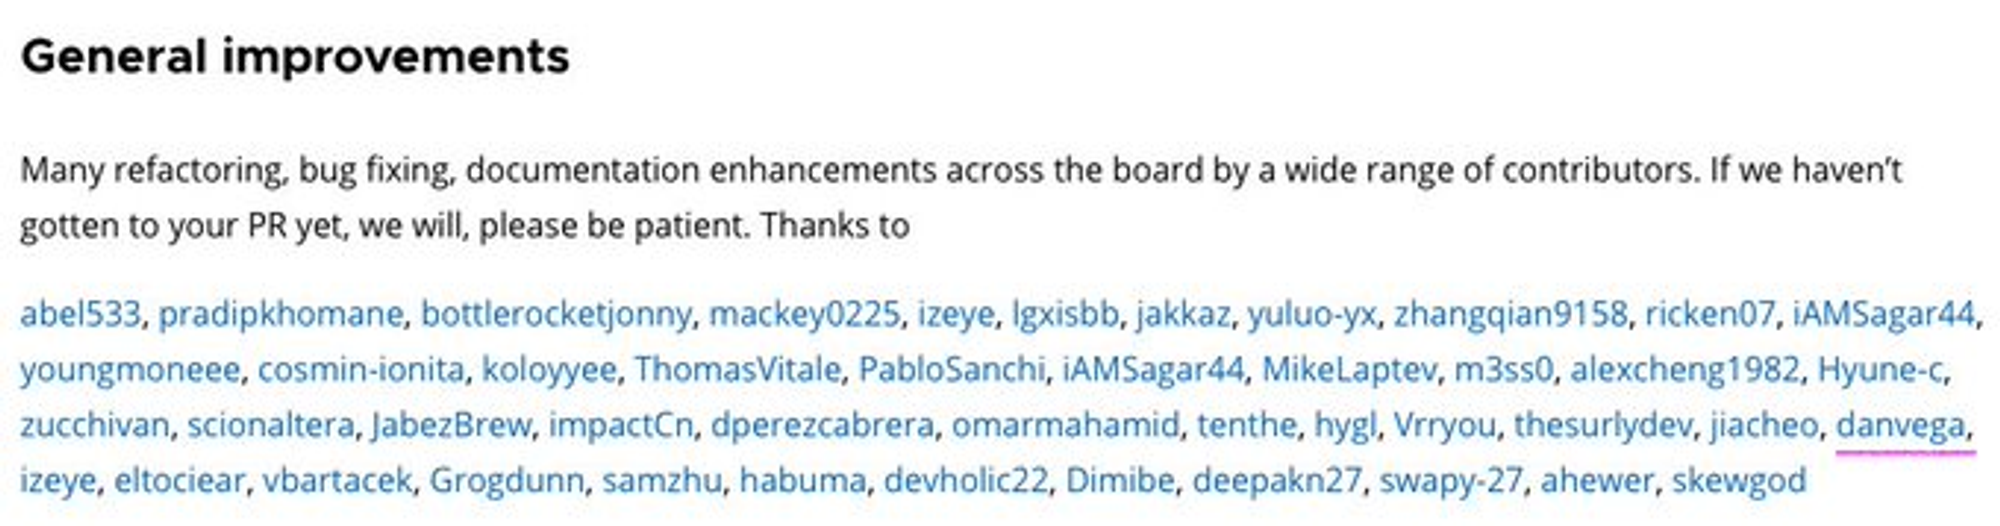 General improvements
Many refactoring, bug fixing, documentation enhancements across the board by a wide range of contributors. If we haven't
gotten to your PR yet, we will, please be patient. Thanks to
abel533, pradipkhomane, bottlerocketjonny, mackey0225, izeye, lgxisbb, jakkaz, yuluo-yx, zhangqian9158, ricken07, iAMSagar44,
youngmoneee, cosmin-ionita, koloyyee, ThomasVitale, PabloSanchi, iAMSagar44, MikeLaptev, m3ss0, alexcheng1982, Hyune-c,
zucchivan, scionaltera, JabezBrew, impactCn, dperezcabrera, omarmahamid, tenthe, hygl, Vrryou, thesurlydev, jiacheo, danvega,
izeye, eltociear, vbartacek, Grogdunn, samzhu, habuma, devholic22, Dimibe, deepakn27, swapy-27, ahewer, skewgod